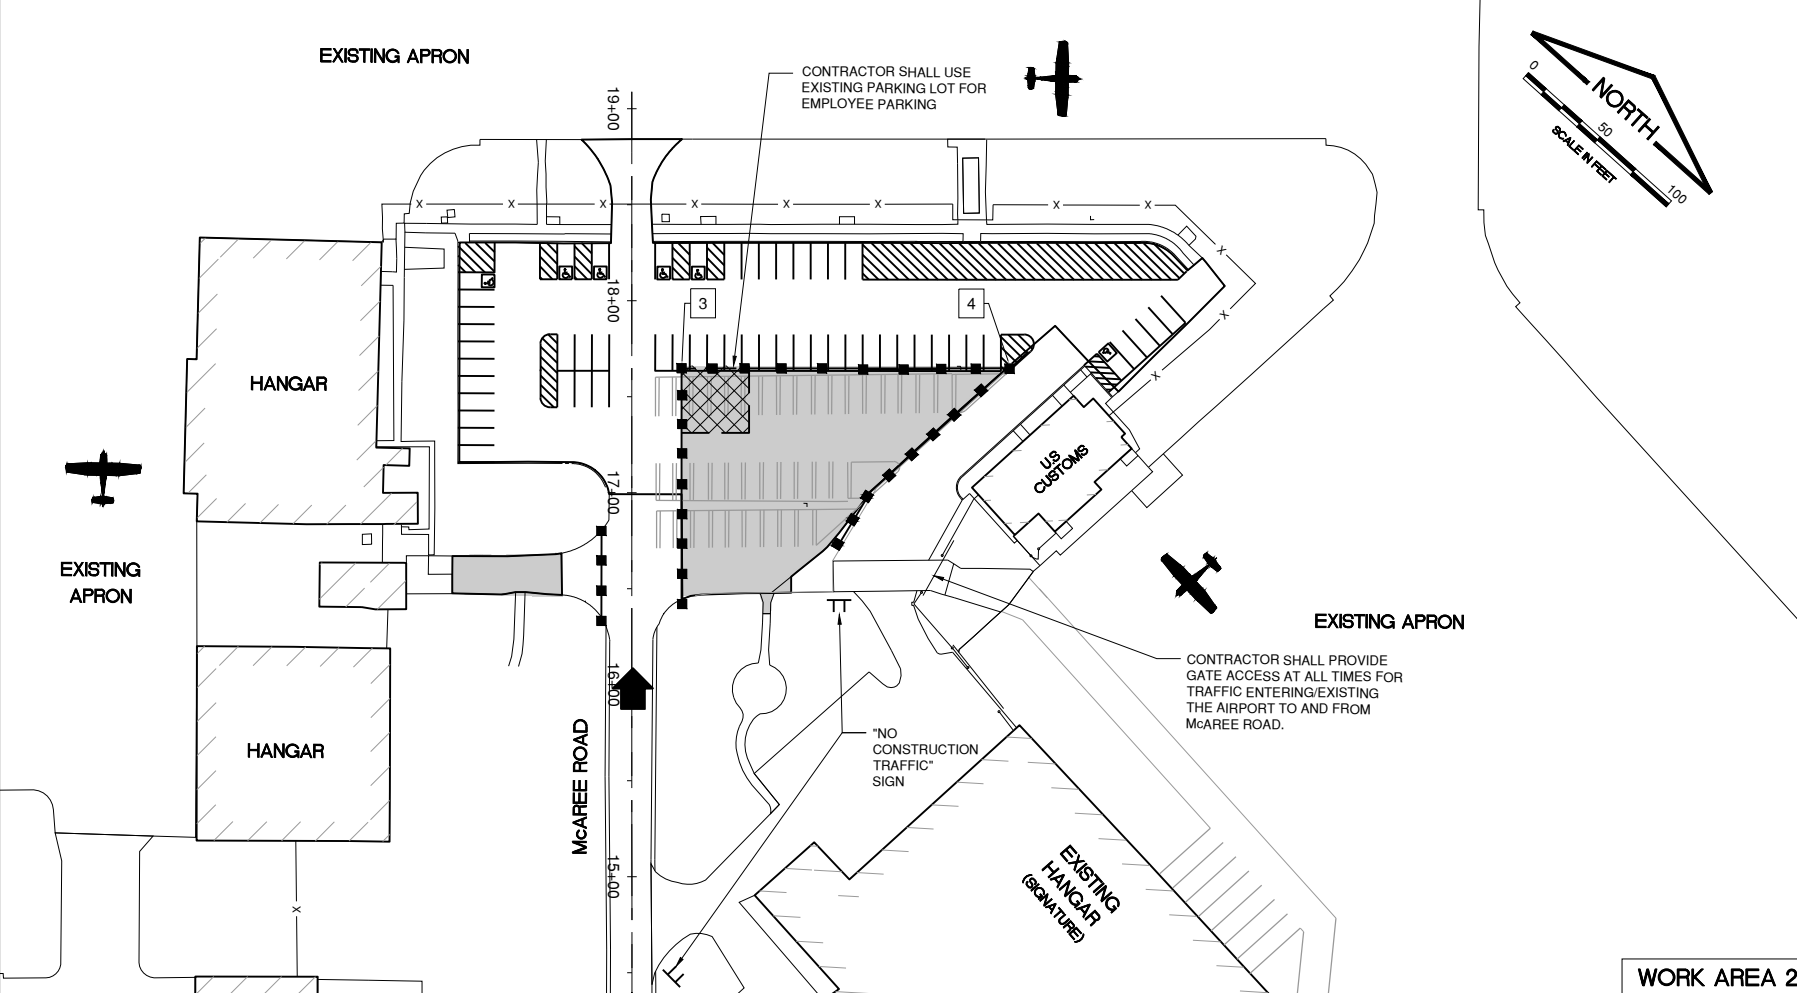 EXISTING APRON
CONTRACTOR SHALL USE
EXISTING PARKING LOT FOR
EMPLOYEE PARKING
0
NORTH
50
SCALE IN FEET
100
19+00
X X X X X X X X
X
X
X
18+00
3
4
HANGAR
U.S
CUSTOMS
17+00
EXISTING
APRON
EXISTING APRON
CONTRACTOR SHALL PROVIDE
GATE ACCESS AT ALL TIMES FOR
TRAFFIC ENTERING/EXISTING
THE AIRPORT TO AND FROM
McAREE ROAD.
16+00
HANGAR
McAREE ROAD
"NO
CONSTRUCTION
TRAFFIC"
SIGN
15+00
X
EXISTING
HANGAR
(SIGNATURE)
WORK AREA 2